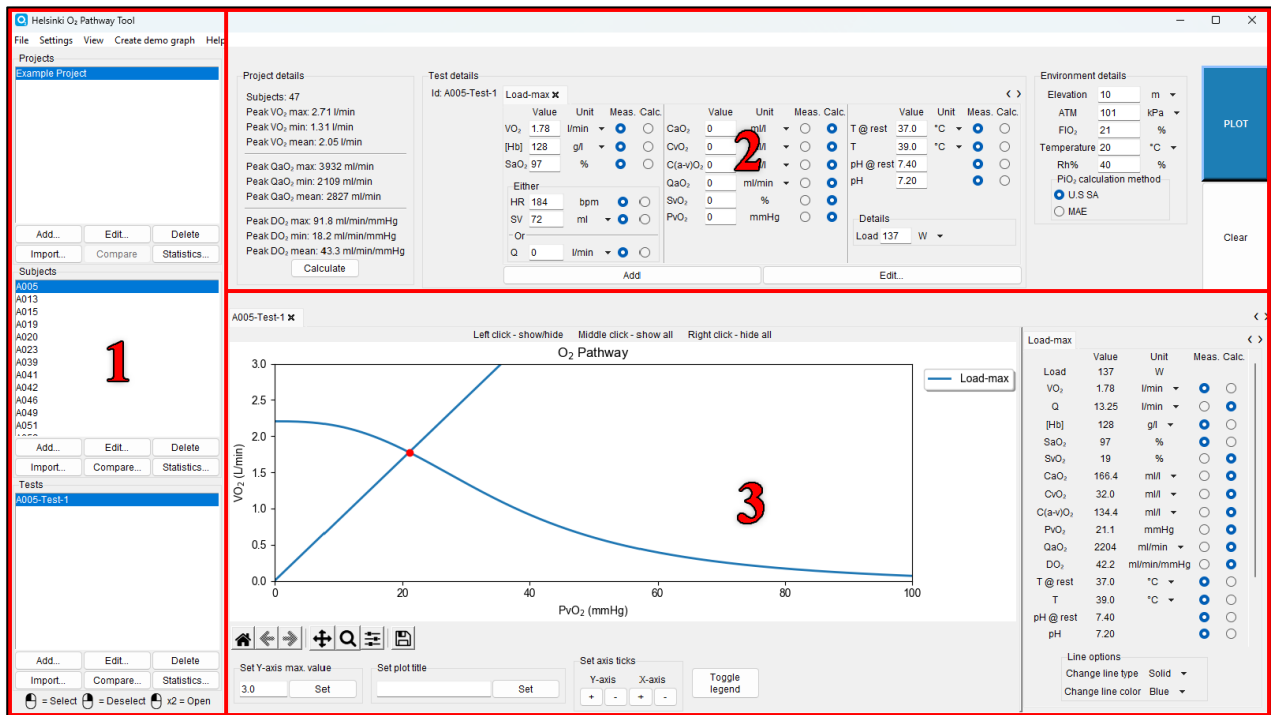 Helsinki O₂ Pathway Tool
File Settings View Create demo graph Help
Projects
Example Project
Add... Edit... Delete
Import... Compare Statistics...
Subjects
A005
A013
A015
A019
A020
A023
A039
A041
A042
A046
A049
A051
1
Add... Edit... Delete
Import... Compare... Statistics...
Tests
A005-Test-1
Add... Edit... Delete
Import... Compare... Statistics...
= Select = Deselect x2 = Open
Project details
Subjects: 47
Peak VO₂ max: 2.71 l/min
Peak VO₂ min: 1.31 l/min
Peak VO₂ mean: 2.05 l/min
Peak QaO₂ max: 3932 ml/min
Peak QaO₂ min: 2109 ml/min
Peak QaO₂ mean: 2827 ml/min
Peak DO₂ max: 91.8 ml/min/mmHg
Peak DO₂ min: 18.2 ml/min/mmHg
Peak DO₂ mean: 43.3 ml/min/mmHg
Calculate
Test details
Id: A005-Test-1 Load-max
Value Unit Meas. Calc.
VO₂ 1.78 l/min
[Hb] 128 g/l
SaO₂ 97 %
Either
HR 184 bpm
SV 72 ml
Or
Q 0 l/min
Value Unit Meas. Calc.
CaO₂ 0 ml/l
CvO₂ 0
C(a-v)O₂ 0
QaO₂ 0 ml/min
SvO₂ 0 %
PvO₂ 0 mmHg
2
Value Unit Meas. Calc.
T @ rest 37.0 °C
T 39.0 °C
pH @ rest 7.40
pH 7.20
Details
Load 137 W
Add Edit...
Environment details
Elevation 10 m
ATM 101 kPa
FIO₂ 21 %
Temperature 20 °C
Rh% 40 %
PiO₂ calculation method
U.S SA
MAE
PLOT
Clear
A005-Test-1
Left click - show/hide Middle click - show all Right click - hide all
O₂ Pathway
VO₂ (L/min)
3.0
2.5
2.0
1.5
1.0
0.5
0.0
0 20 40 60 80 100
PvO₂ (mmHg)
Load-max
3
Set Y-axis max. value
3.0 Set
Set plot title
Set
Set axis ticks
Y-axis X-axis
+ - + -
Toggle
legend
Load-max
Value Unit Meas. Calc.
Load 137 W
VO₂ 1.78 l/min
Q 13.25 l/min
[Hb] 128 g/l
SaO₂ 97 %
SvO₂ 19 %
CaO₂ 166.4 ml/l
CvO₂ 32.0 ml/l
C(a-v)O₂ 134.4 ml/l
PvO₂ 21.1 mmHg
QaO₂ 2204 ml/min
DO₂ 42.2 ml/min/mmHg
T @ rest 37.0 °C
T 39.0 °C
pH @ rest 7.40
pH 7.20
Line options
Change line type Solid
Change line color Blue